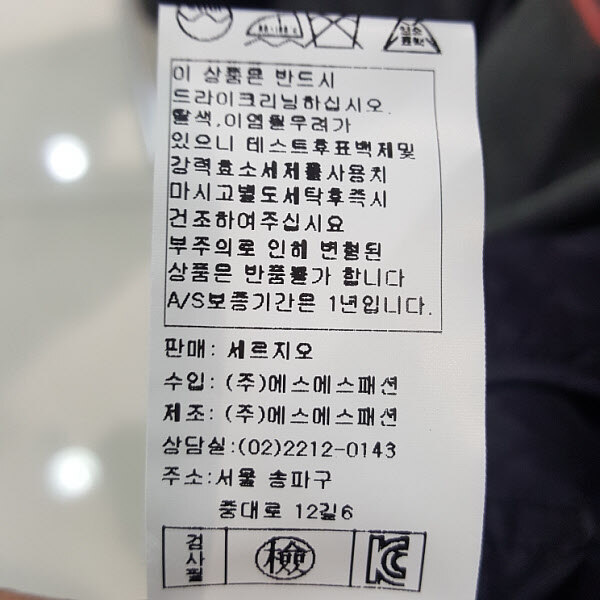 이 상품은 반드시
드라이크리닝하십시오.
탈색,이염될우려가
있으니 테스트후표백제및
강력효소세제를사용치
마시고별도세탁후즉시
건조하여주십시요
부주의로 인해 변형된
상품은 반품불가 합니다
A/S보증기간은 1년입니다.
판매: 세르지오
수입: (주)에스에스패션
제조: (주)에스에스패션
상담실:(02)2212-0143
주소:서울 송파구
중대로 12길6
검사필 檢 KC